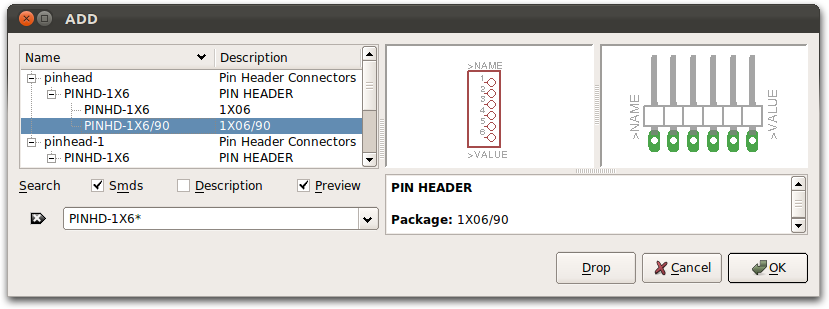 ADD
Name Description
pinhead Pin Header Connectors
PINHD-1X6 PIN HEADER
PINHD-1X6 1X06
PINHD-1X6/90 1X06/90
pinhead-1 Pin Header Connectors
PINHD-1X6 PIN HEADER
>NAME
1
2
3
4
5
6
>VALUE
>NAME
>VALUE
Search Smds Description Preview
PINHD-1X6*
PIN HEADER
Package: 1X06/90
Drop Cancel OK